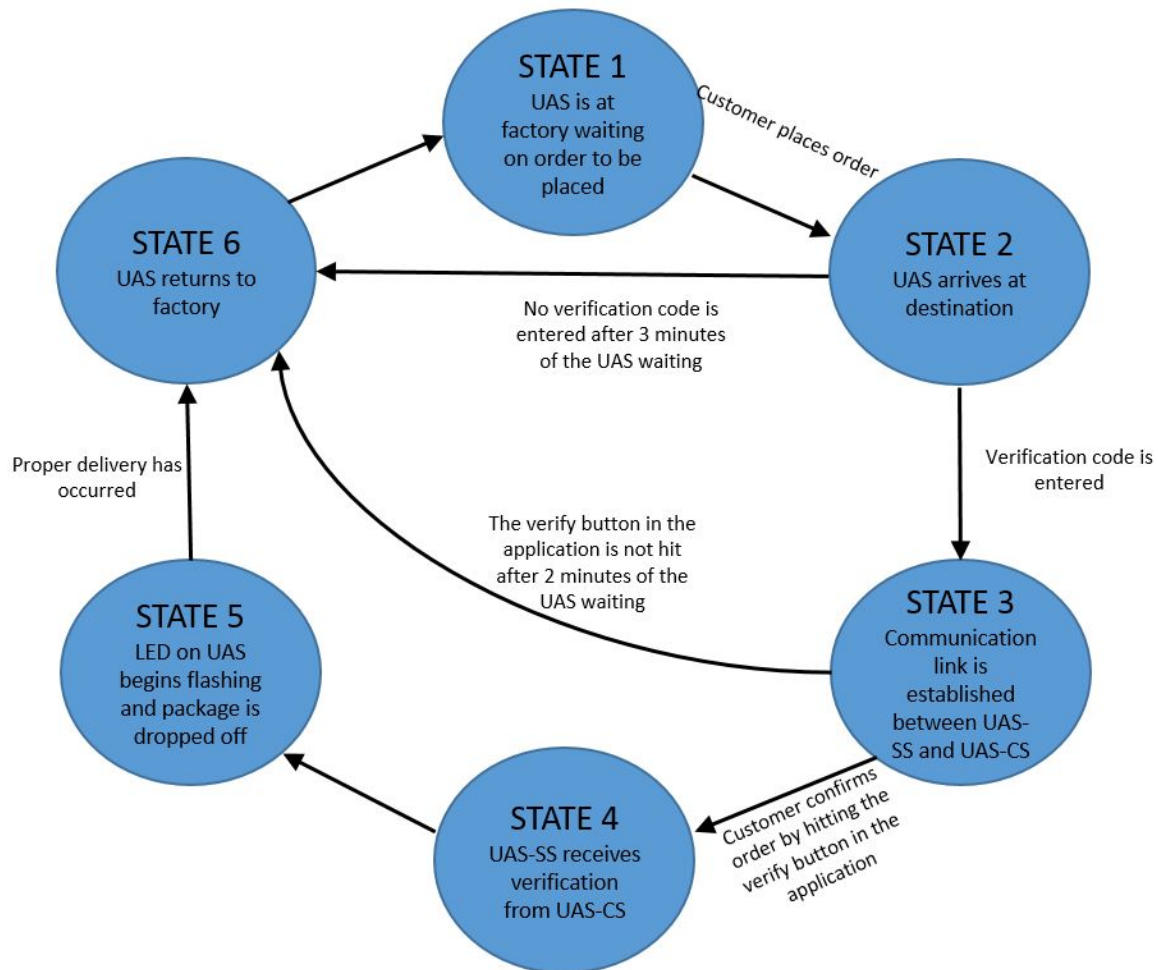 STATE 1
UAS is at
factory waiting
on order to be
placed
Customer places order
STATE 6
UAS returns to
factory
STATE 2
UAS arrives at
destination
No verification code is
entered after 3 minutes
of the UAS waiting
Proper delivery has
occurred
Verification code is
entered
The verify button in the
application is not hit
after 2 minutes of the
UAS waiting
STATE 5
LED on UAS
begins flashing
and package is
dropped off
STATE 3
Communication
link is
established
between UAS-
SS and UAS-CS
Customer confirms
order by hitting the
verify button in the
application
STATE 4
UAS-SS receives
verification
from UAS-CS